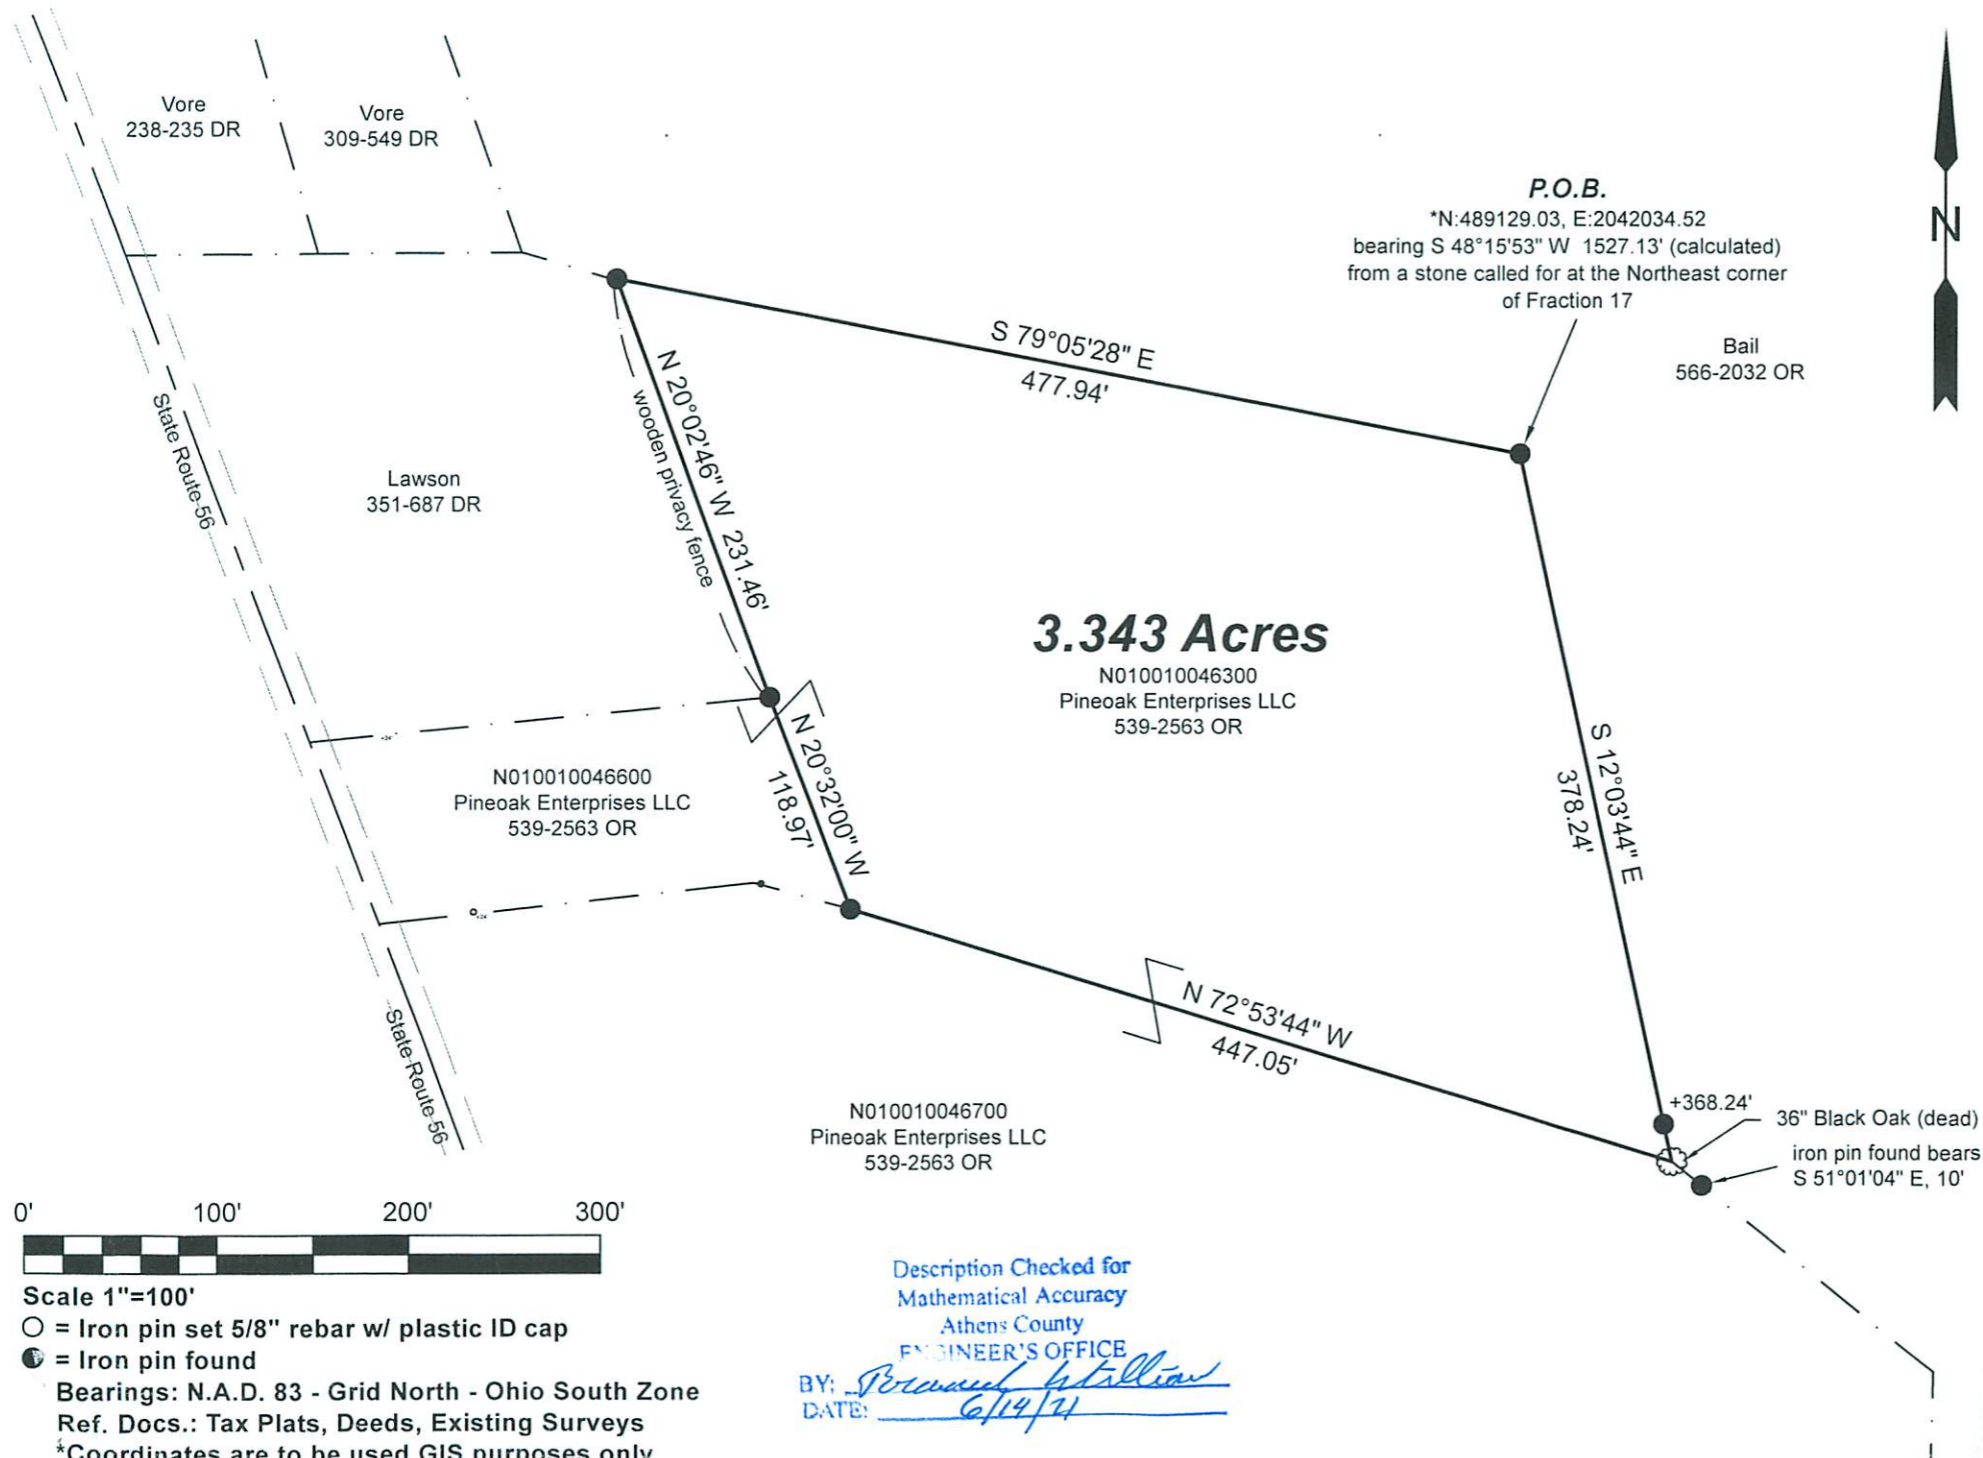 Vore
238-235 DR
Vore
309-549 DR
P.O.B.
*N:489129.03, E:2042034.52
bearing S 48°15'53" W 1527.13' (calculated)
from a stone called for at the Northeast corner
of Fraction 17
N
Bail
566-2032 OR
S 79°05'28" E
477.94'
N 20°02'46" W 231.46'
wooden privacy fence
State Route 56
Lawson
351-687 DR
3.343 Acres
N010010046300
Pineoak Enterprises LLC
539-2563 OR
S 12°03'44" E
378.24'
N010010046600
Pineoak Enterprises LLC
539-2563 OR
N 20°32'00" W
118.97'
N 72°53'44" W
447.05'
State Route 56
N010010046700
Pineoak Enterprises LLC
539-2563 OR
+368.24'
36" Black Oak (dead)
iron pin found bears
S 51°01'04" E, 10'
0' 100' 200' 300'
Scale 1"=100'
= Iron pin set 5/8" rebar w/ plastic ID cap
= Iron pin found
Bearings: N.A.D. 83 - Grid North - Ohio South Zone
Ref. Docs.: Tax Plats, Deeds, Existing Surveys
*Coordinates are to be used GIS purposes only
Description Checked for
Mathematical Accuracy
Athens County
ENGINEER'S OFFICE
BY:
DATE: 6/14/21